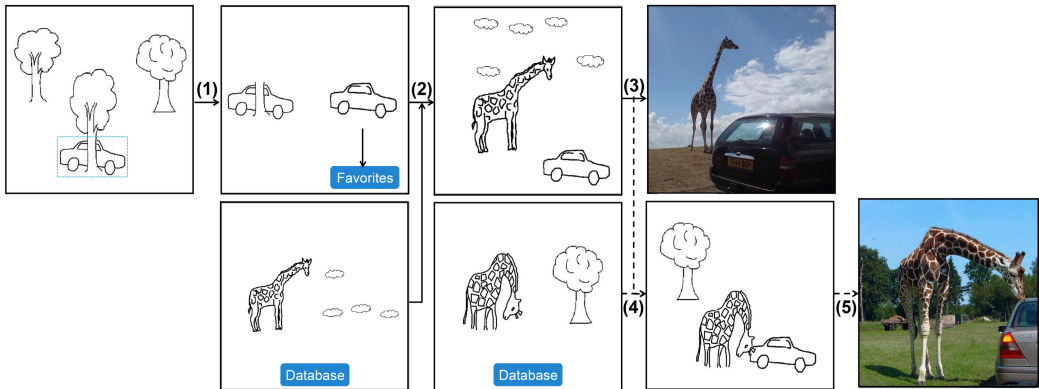 (1)
(2)
(3)
Favorites
(4)
(5)
Database
Database